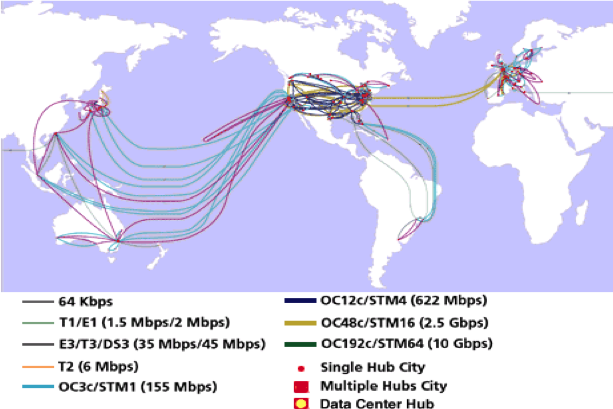 64 Kbps
T1/E1 (1.5 Mbps/2 Mbps)
E3/T3/DS3 (35 Mbps/45 Mbps)
T2 (6 Mbps)
OC3c/STM1 (155 Mbps)
OC12c/STM4 (622 Mbps)
OC48c/STM16 (2.5 Gbps)
OC192c/STM64 (10 Gbps)
Single Hub City
Multiple Hubs City
Data Center Hub